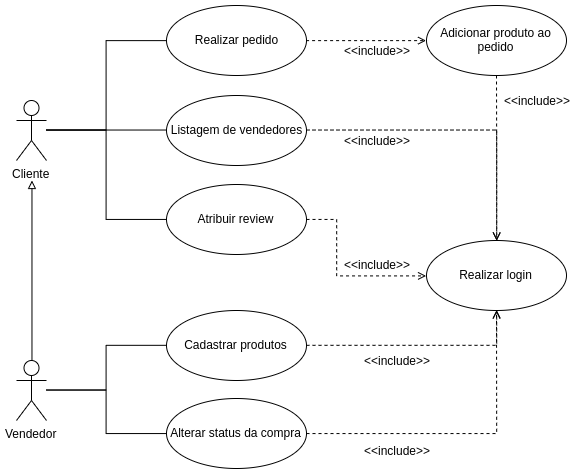 Realizar pedido
<<include>>
Adicionar produto ao
pedido
<<include>>
Cliente
Listagem de vendedores
<<include>>
Atribuir review
<<include>>
Realizar login
Cadastrar produtos
<<include>>
Vendedor
Alterar status da compra
<<include>>